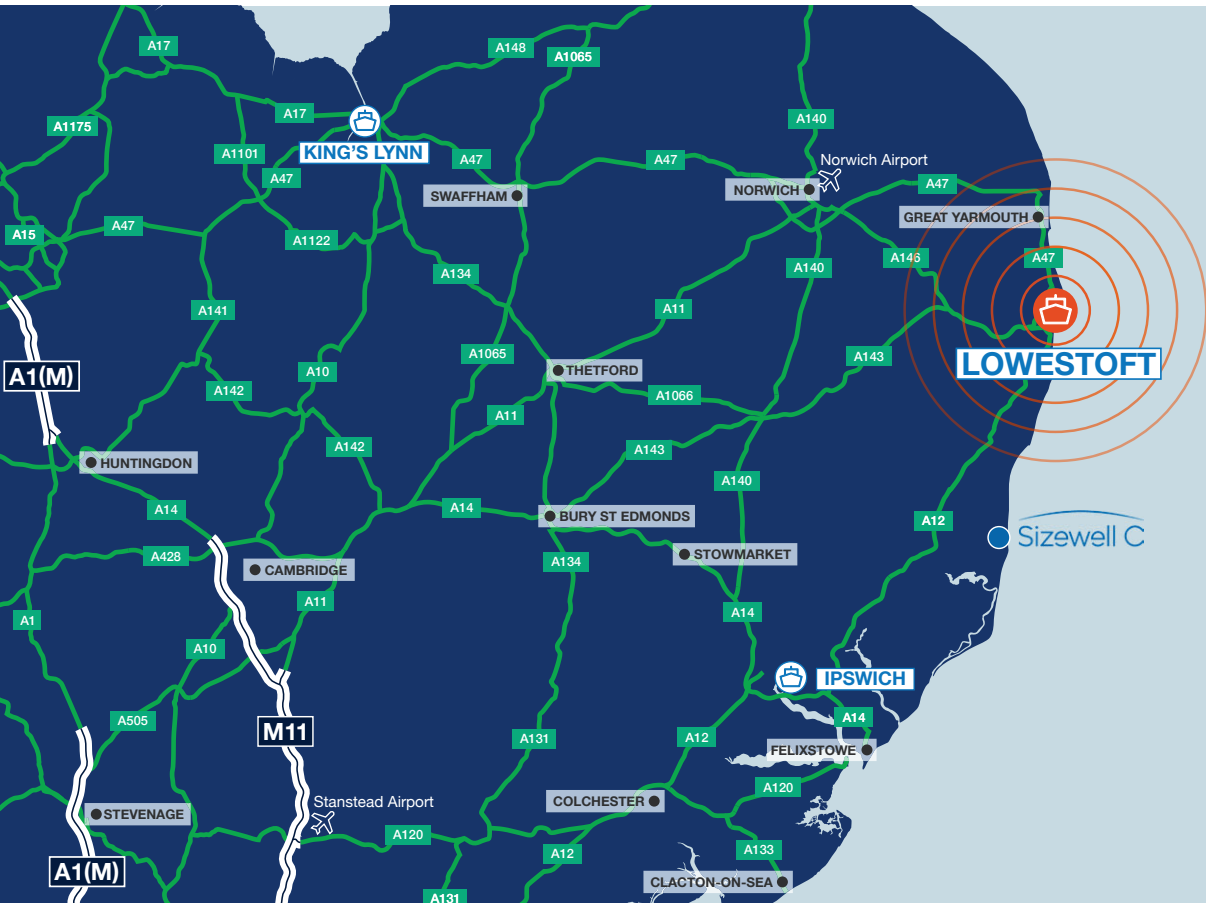 A17
A148
A1065
A17
A140
A1175
A1101
KING'S LYNN
A47
A47
Norwich Airport
A47
NORWICH
A47
SWAFFHAM
GREAT YARMOUTH
A47
A15
A1122
A146
A47
A140
A134
A141
A11
A1065
A143
LOWESTOFT
A1(M)
A10
THETFORD
A142
A1066
A11
A142
A143
HUNTINGDON
A140
A14
A14
BURY ST EDMONDS
A12
Sizewell C
A428
CAMBRIDGE
A134
STOWMARKET
A11
A14
A1
A10
IPSWICH
A505
M11
A14
A131
A12
FELIXSTOWE
A120
Stanstead Airport
COLCHESTER
STEVENAGE
A120
A12
A133
A1(M)
CLACTON-ON-SEA
A131